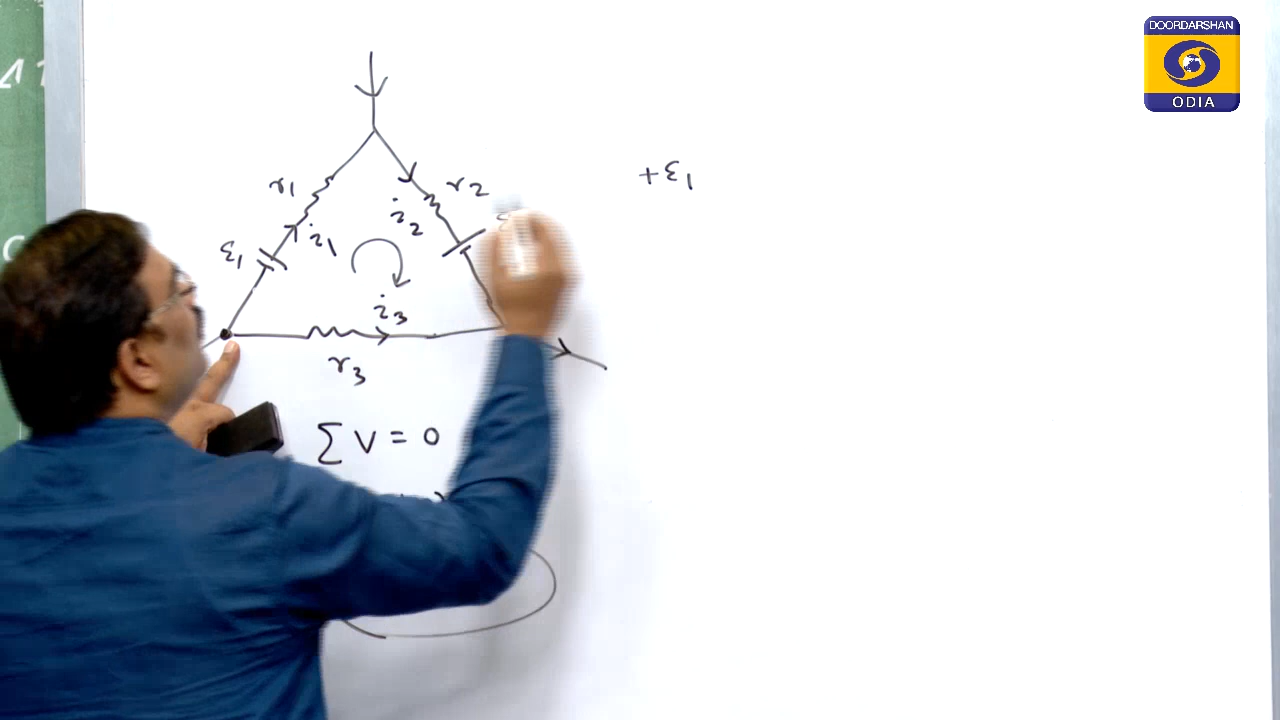 DOORDARSHAN
ODIA
+ε₁
r₁
r₂
i₂
i₁
ε₁
i₃
r₃
Σ V = 0